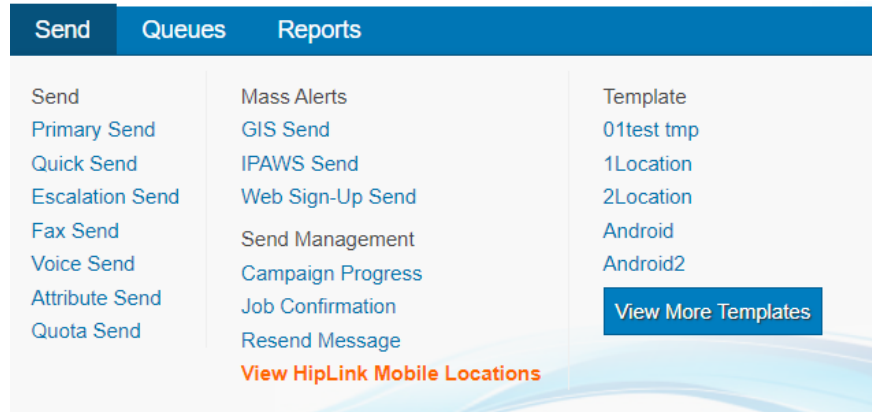 Send Queues Reports
Send
Primary Send
Quick Send
Escalation Send
Fax Send
Voice Send
Attribute Send
Quota Send
Mass Alerts
GIS Send
IPAWS Send
Web Sign-Up Send
Send Management
Campaign Progress
Job Confirmation
Resend Message
View HipLink Mobile Locations
Template
01test tmp
1Location
2Location
Android
Android2
View More Templates